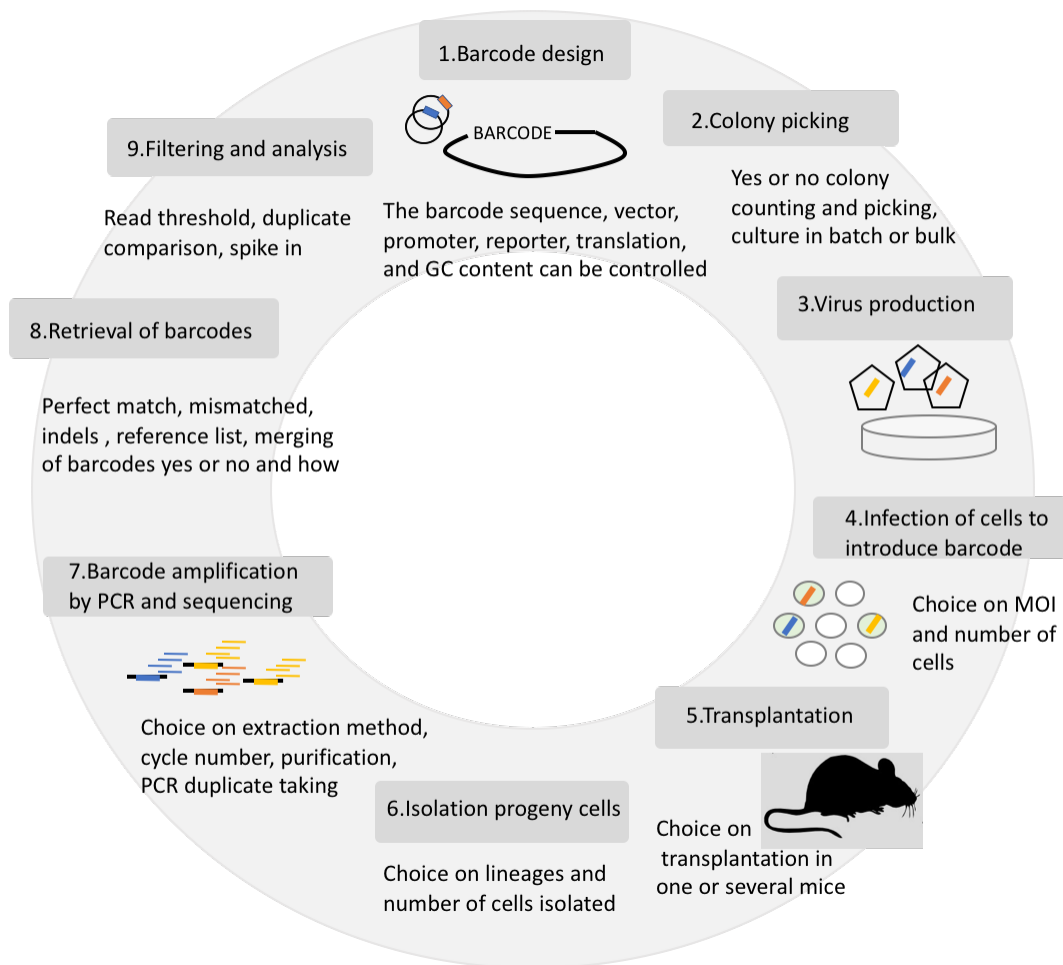 1.Barcode design
BARCODE
The barcode sequence, vector,
promoter, reporter, translation,
and GC content can be controlled
2.Colony picking
Yes or no colony
counting and picking,
culture in batch or bulk
3.Virus production
4.Infection of cells to
introduce barcode
Choice on MOI
and number of
cells
5.Transplantation
Choice on
transplantation in
one or several mice
6.Isolation progeny cells
Choice on lineages and
number of cells isolated
7.Barcode amplification
by PCR and sequencing
Choice on extraction method,
cycle number, purification,
PCR duplicate taking
8.Retrieval of barcodes
Perfect match, mismatched,
indels , reference list, merging
of barcodes yes or no and how
9.Filtering and analysis
Read threshold, duplicate
comparison, spike in